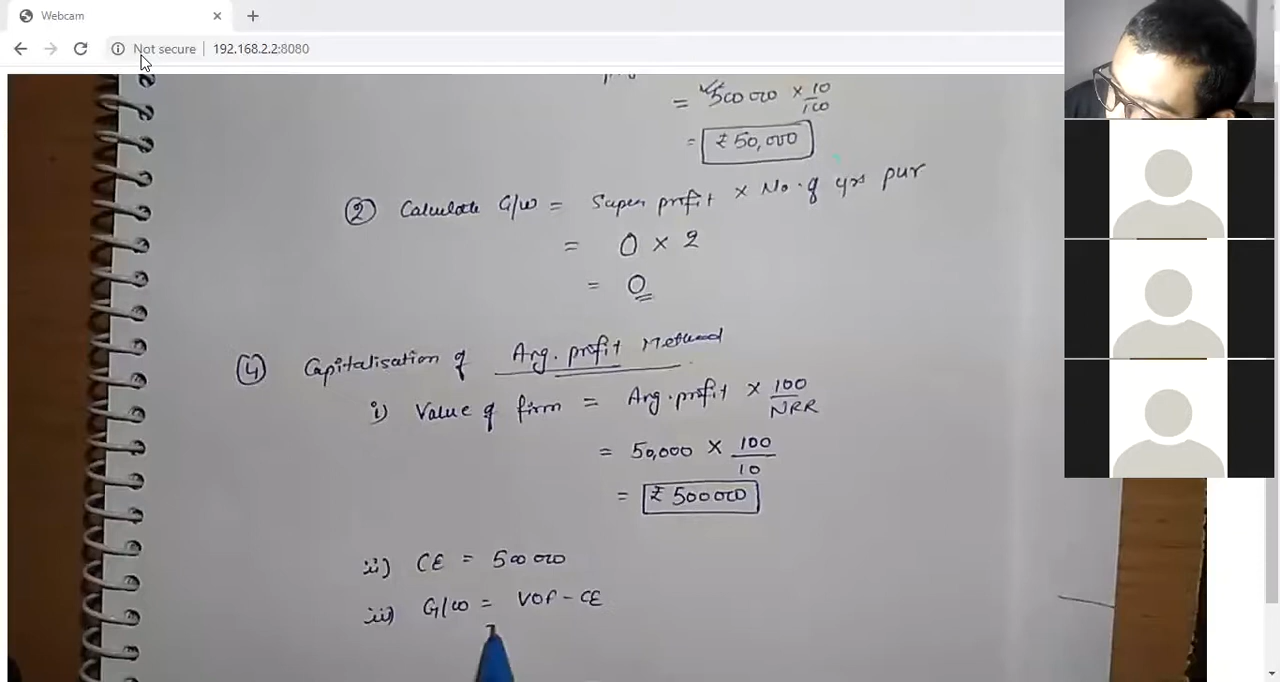 Webcam
Not secure 192.168.2.2:8080
= 500000 × 10/100
= ₹50,000
② Calculate G/W = Super profit × No. of yrs pur
= 0 × 2
= 0
④ Capitalisation of Avg. profit Method
i) Value of firm = Avg. profit × 100/NRR
= 50,000 × 100/10
= ₹500000
ii) CE = 500000
iii) G/W = VOF - CE